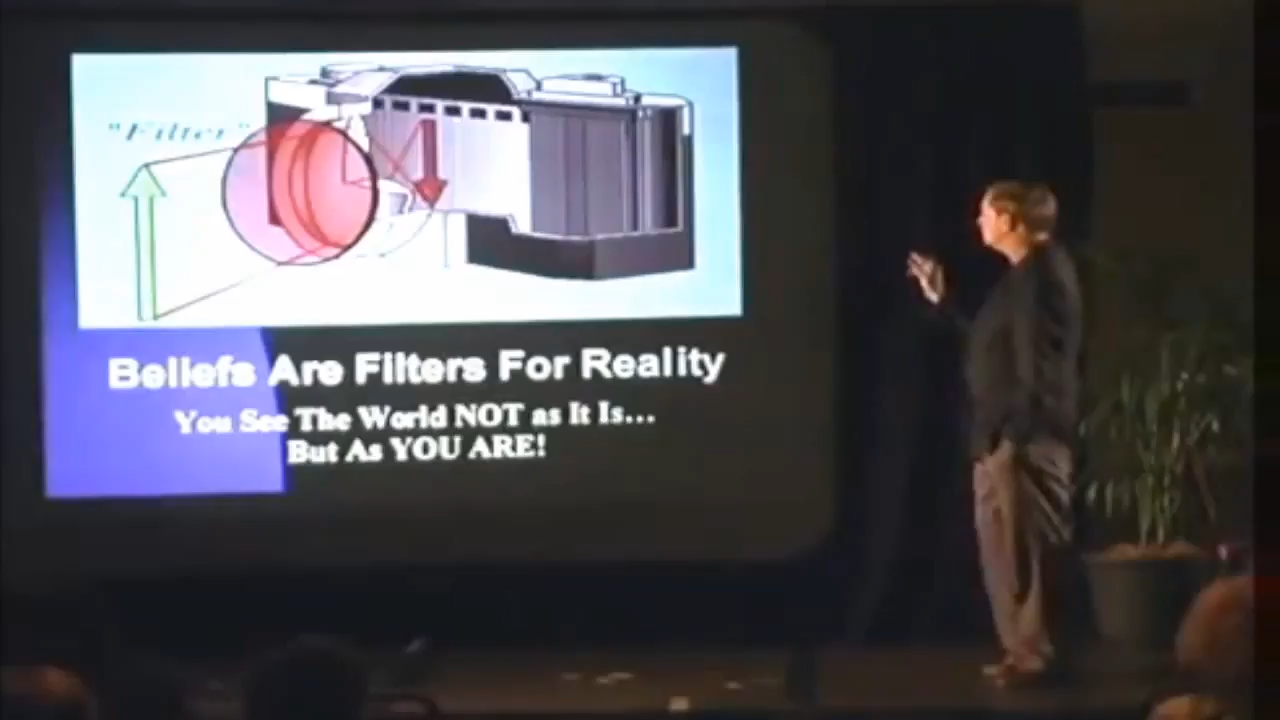 "Filter"
Beliefs Are Filters For Reality
You See The World NOT as It Is...
But As YOU ARE!